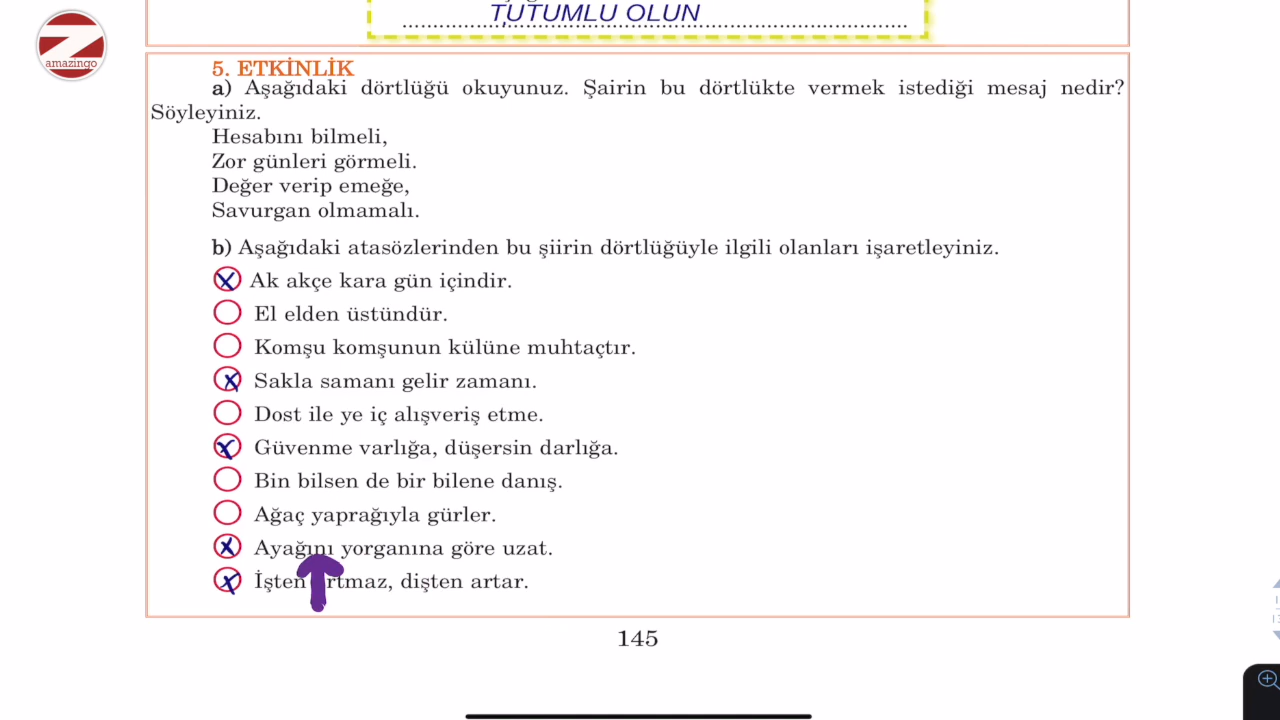 TUTUMLU OLUN
amazingo
5. ETKİNLİK
a) Aşağıdaki dörtlüğü okuyunuz. Şairin bu dörtlükte vermek istediği mesaj nedir?
Söyleyiniz.
Hesabını bilmeli,
Zor günleri görmeli.
Değer verip emeğe,
Savurgan olmamalı.
b) Aşağıdaki atasözlerinden bu şiirin dörtlüğüyle ilgili olanları işaretleyiniz.
X Ak akçe kara gün içindir.
El elden üstündür.
Komşu komşunun külüne muhtaçtır.
X Sakla samanı gelir zamanı.
Dost ile ye iç alışveriş etme.
X Güvenme varlığa, düşersin darlığa.
Bin bilsen de bir bilene danış.
Ağaç yaprağıyla gürler.
X Ayağını yorganına göre uzat.
X İşten artmaz, dişten artar.
145